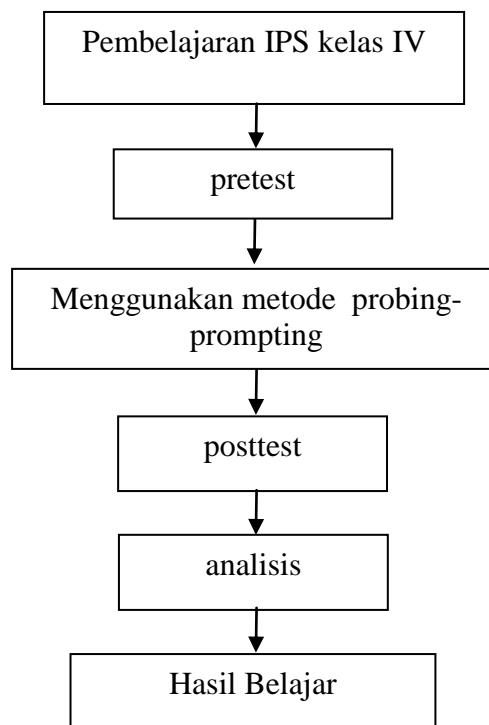 Pembelajaran IPS kelas IV
pretest
Menggunakan metode probing-
prompting
posttest
analisis
Hasil Belajar